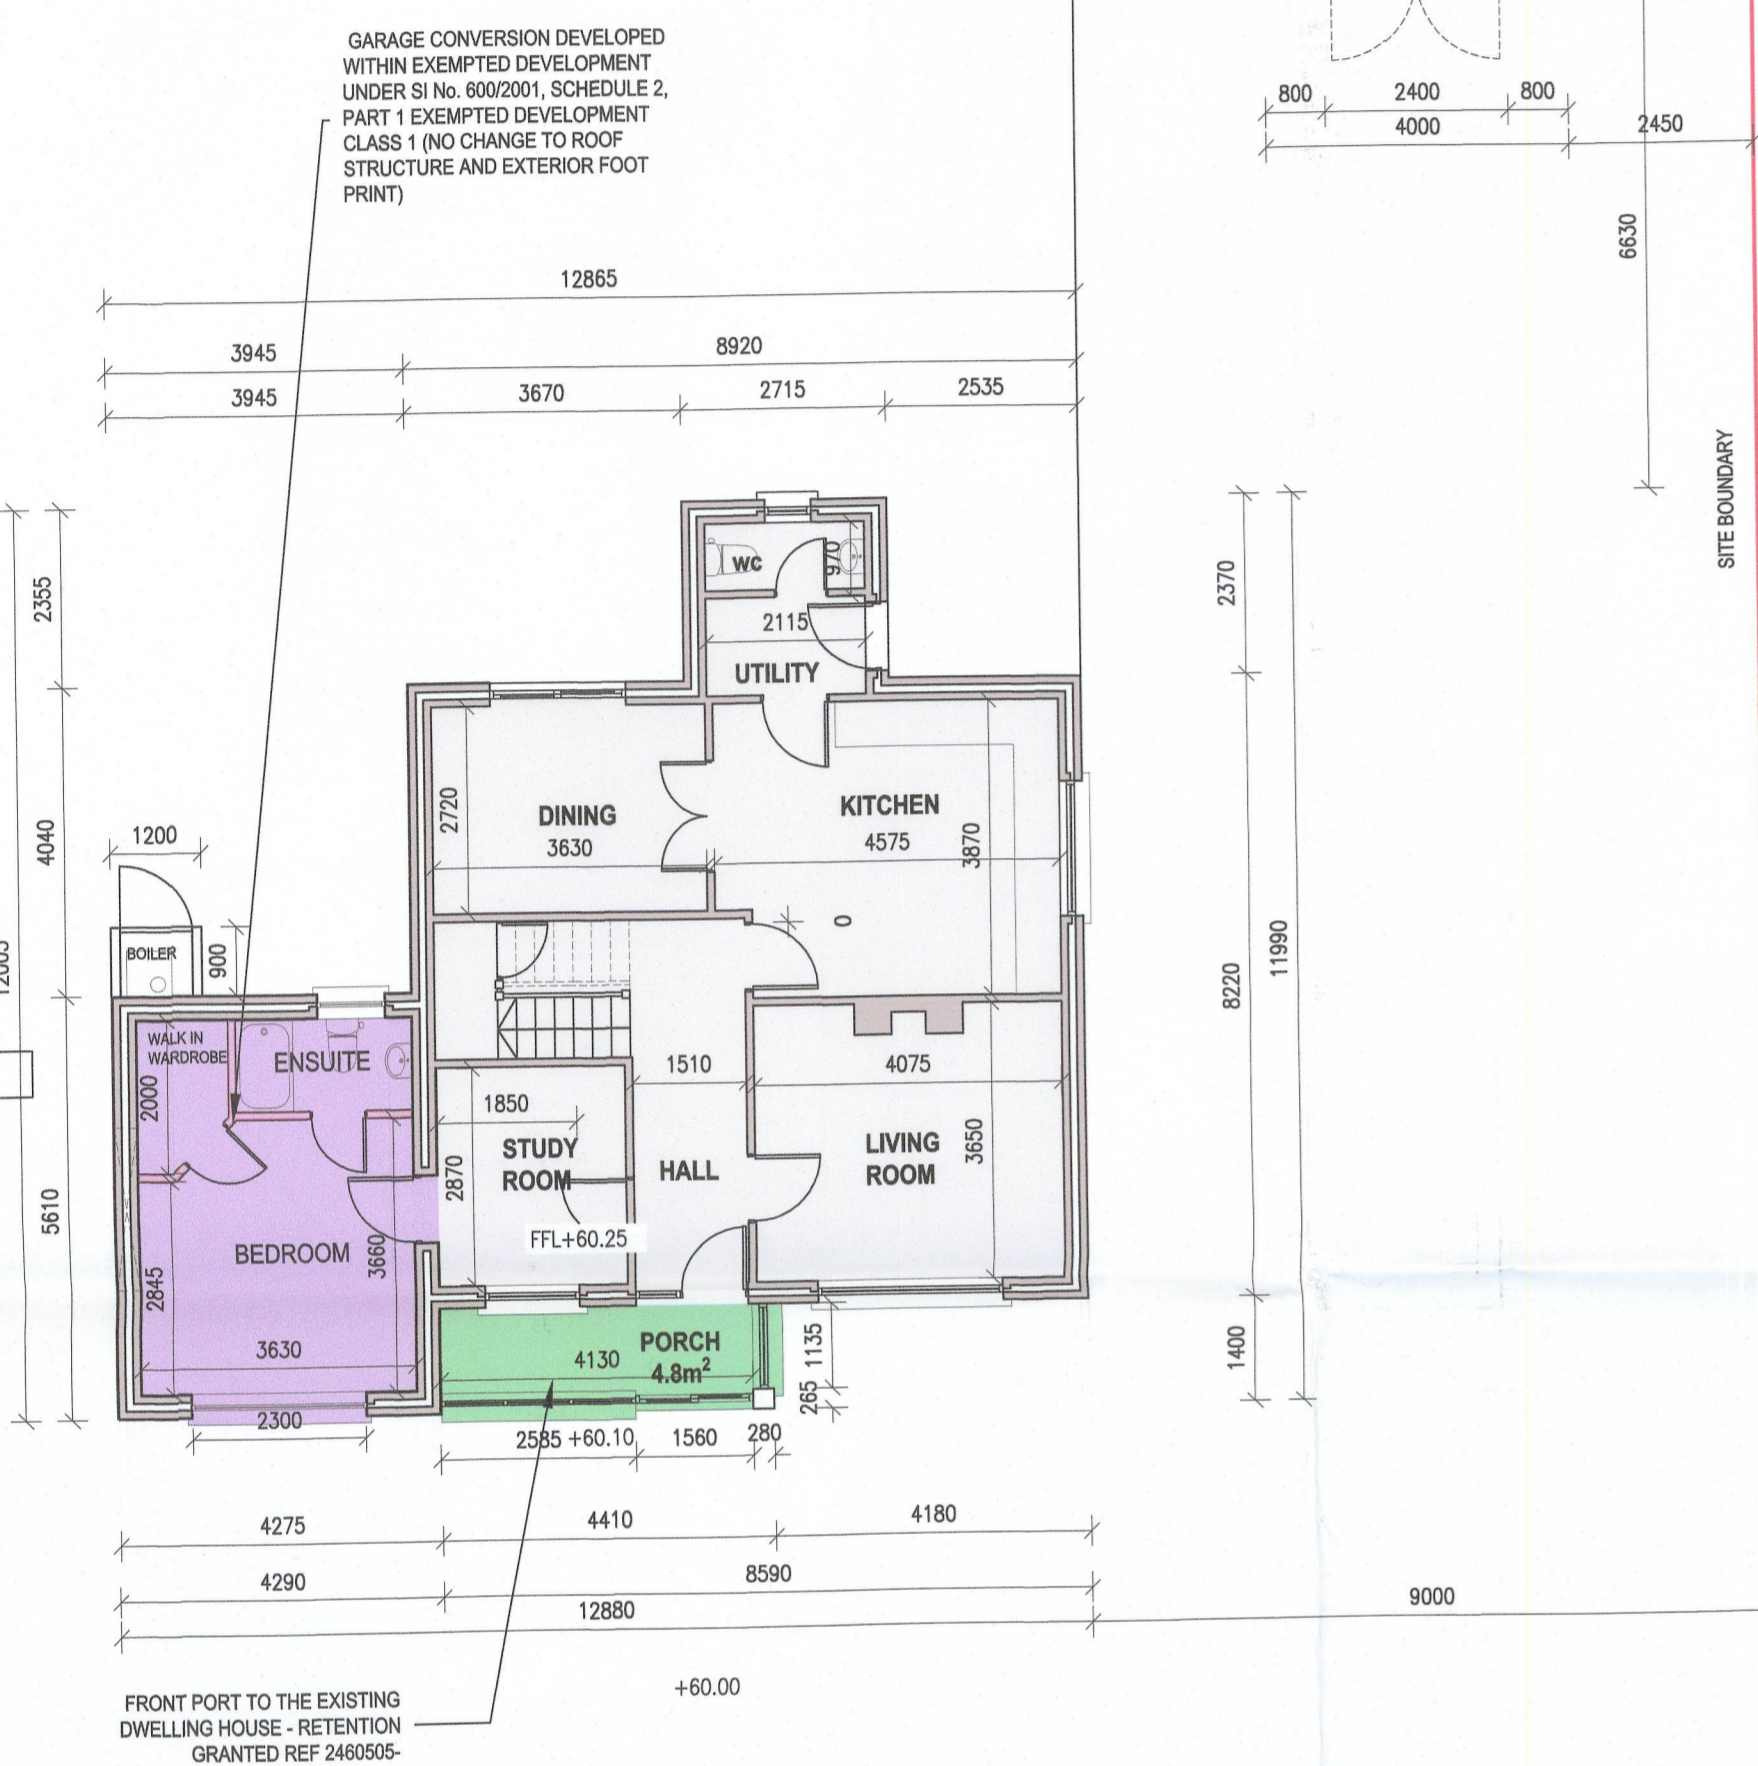 GARAGE CONVERSION DEVELOPED
WITHIN EXEMPTED DEVELOPMENT
UNDER SI No. 600/2001, SCHEDULE 2,
PART 1 EXEMPTED DEVELOPMENT
CLASS 1 (NO CHANGE TO ROOF
STRUCTURE AND EXTERIOR FOOT
PRINT)
800 2400 800
4000 2450
6630
SITE BOUNDARY
12865
3945 8920
3945 3670 2715 2535
2355
4040
5610
2370
8220
11990
1400
WC
970
2115
UTILITY
DINING
3630
2720
KITCHEN
4575
3870
0
1200
BOILER
900
WALK IN
WARDROBE
ENSUITE
2000
1510
4075
1850
STUDY
ROOM
2870
HALL
LIVING
ROOM
3650
FFL+60.25
BEDROOM
3660
2845
3630
2300
PORCH
4.8m²
4130
1135
265
2585 +60.10 1560 280
4275 4410 4180
4290 8590
12880 9000
+60.00
FRONT PORT TO THE EXISTING
DWELLING HOUSE - RETENTION
GRANTED REF 2460505-